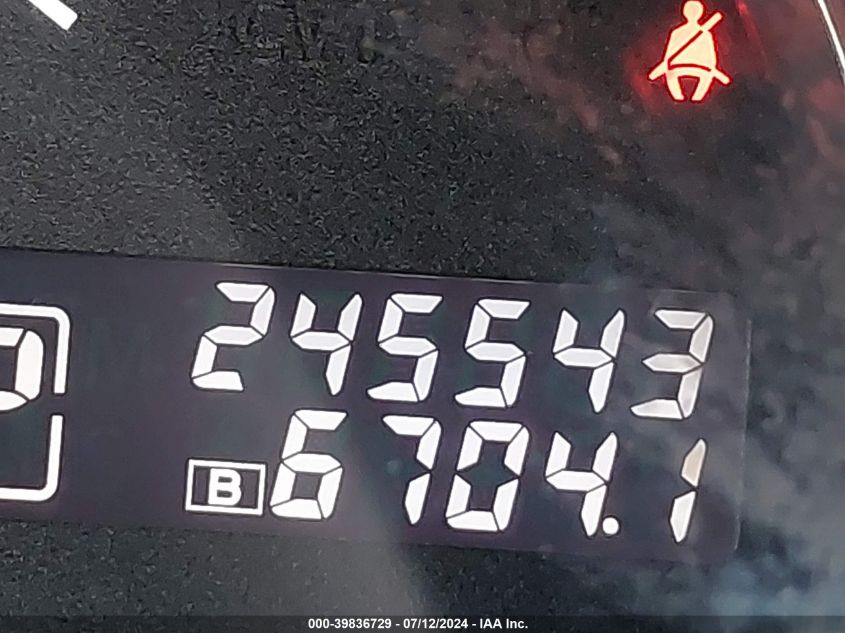 245543
P
B 6704.1
000-39836729 - 07/12/2024 - IAA Inc.